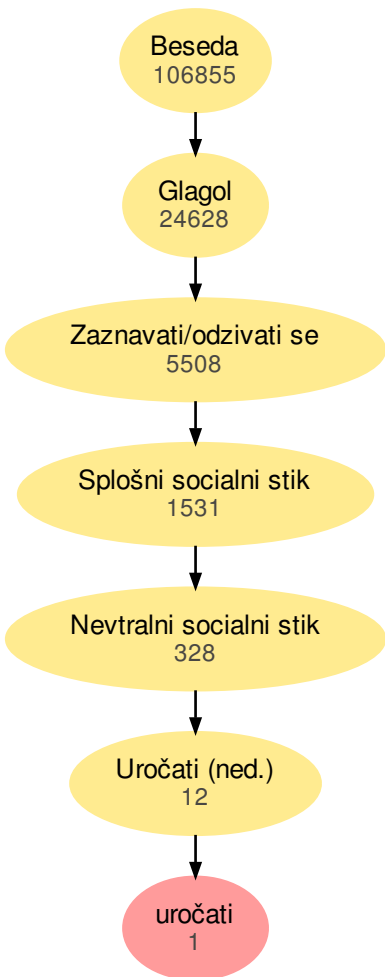 Beseda
106855
Glagol
24628
Zaznavati/odzivati se
5508
Splošni socialni stik
1531
Nevtralni socialni stik
328
Uročati (ned.)
12
uročati
1